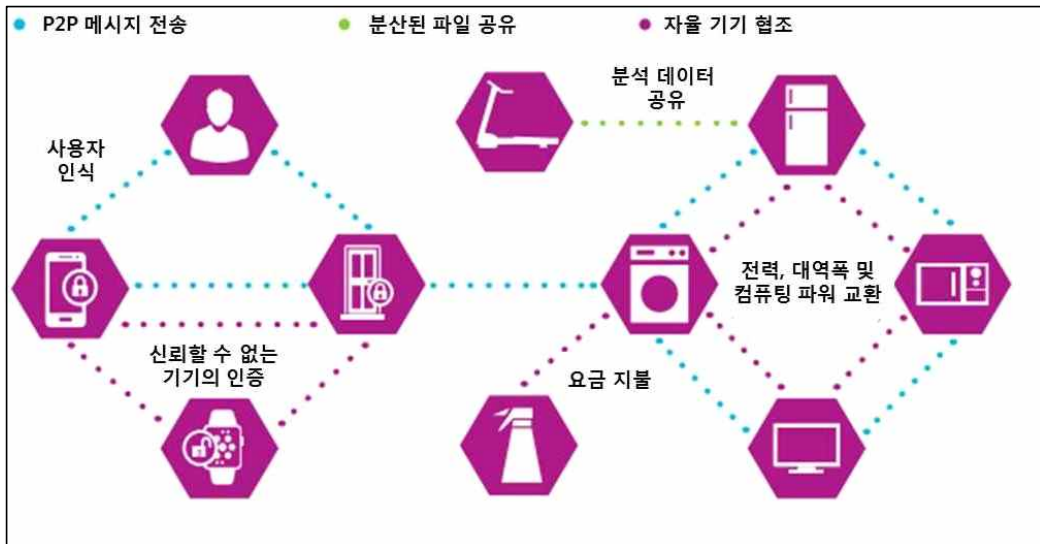 P2P 메시지 전송
분산된 파일 공유
자율 기기 협조
분석 데이터
공유
사용자
인식
전력, 대역폭 및
컴퓨팅 파워 교환
신뢰할 수 없는
기기의 인증
요금 지불